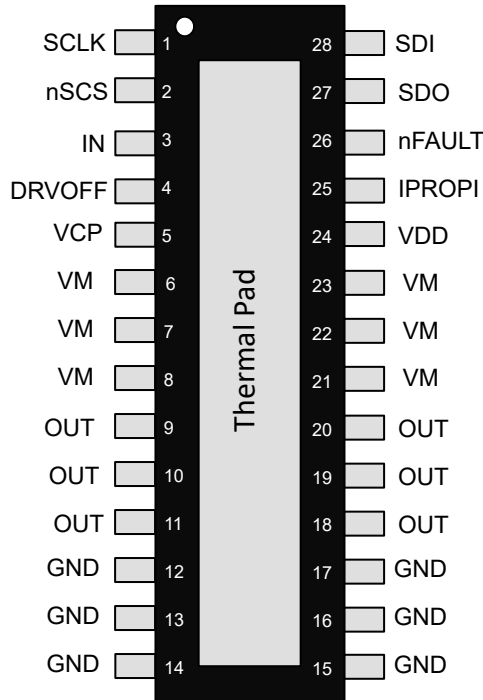 SCLK 1 28 SDI
nSCS 2 27 SDO
IN 3 26 nFAULT
DRVOFF 4 25 IPROPI
VCP 5 24 VDD
VM 6 23 VM
VM 7 22 VM
VM 8 21 VM
OUT 9 20 OUT
OUT 10 19 OUT
OUT 11 18 OUT
GND 12 17 GND
GND 13 16 GND
GND 14 15 GND
Thermal Pad